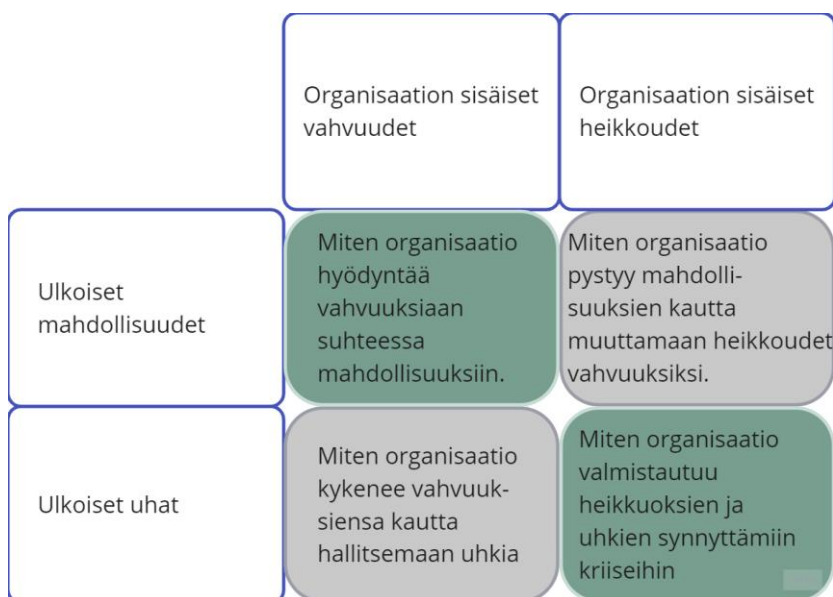 Organisaation sisäiset
vahvuudet
Organisaation sisäiset
heikkoudet
Ulkoiset
mahdollisuudet
Miten organisaatio
hyödyntää
vahvuuksiaan
suhteessa
mahdollisuuksiin.
Miten organisaatio
pystyy mahdolli-
suuksien kautta
muuttamaan heikkoudet
vahvuuksiksi.
Ulkoiset uhat
Miten organisaatio
kykenee vahvuuk-
siensa kautta
hallitsemaan uhkia
Miten organisaatio
valmistautuu
heikkuoksien ja
uhkien synnyttämiin
kriiseihin